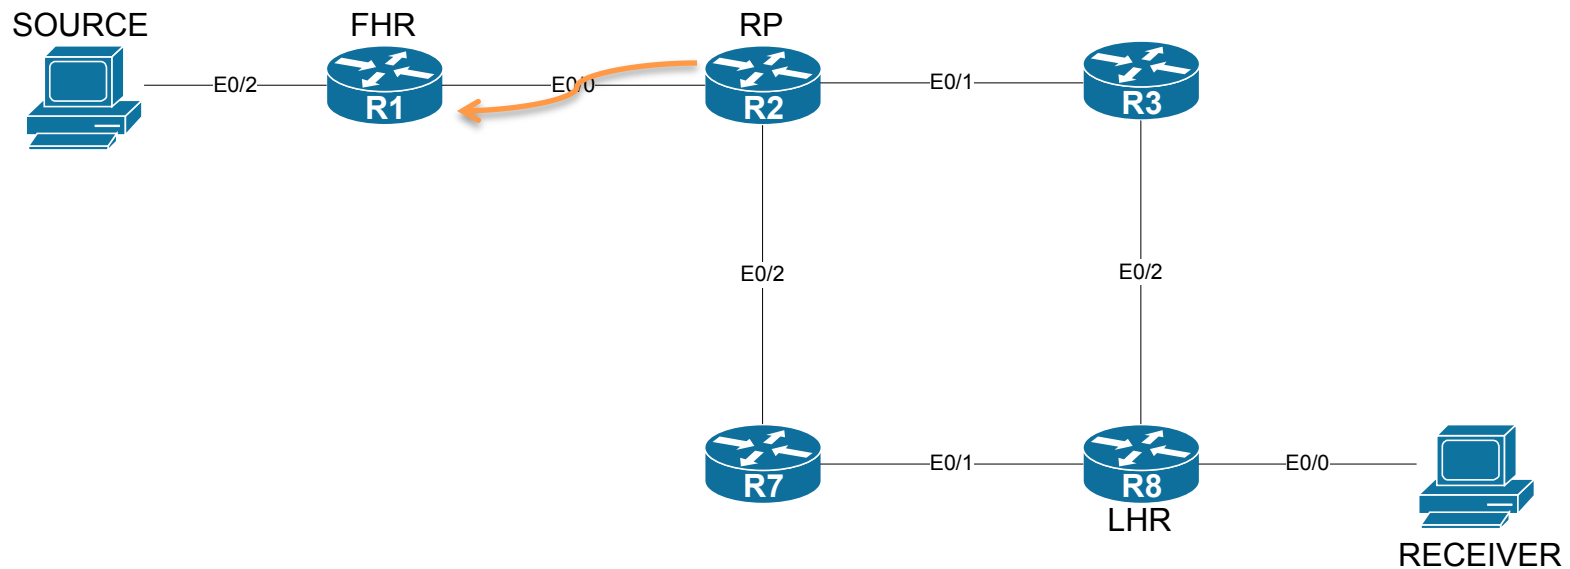 SOURCE
FHR
RP
E0/2
R1
E0/0
R2
E0/1
R3
E0/2
E0/2
R7
E0/1
R8
E0/0
LHR
RECEIVER